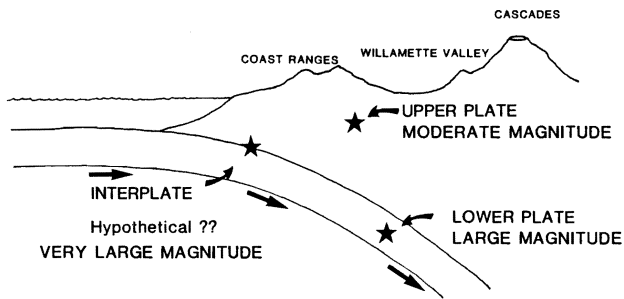 CASCADES
COAST RANGES
WILLAMETTE VALLEY
UPPER PLATE
MODERATE MAGNITUDE
INTERPLATE
Hypothetical ??
VERY LARGE MAGNITUDE
LOWER PLATE
LARGE MAGNITUDE